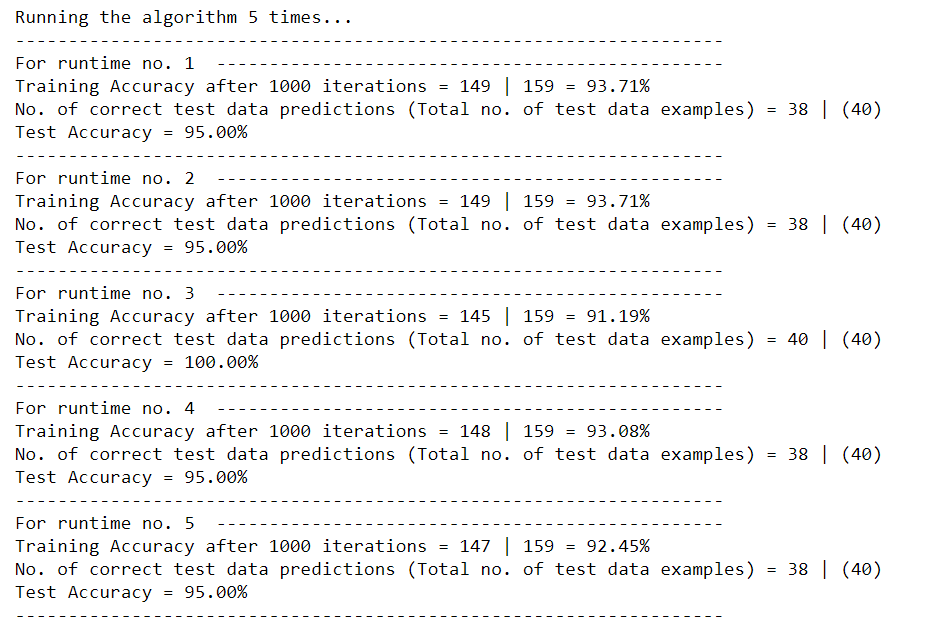 Running the algorithm 5 times...
-------------------------------------------------------------------
For runtime no. 1  ------------------------------------------------
Training Accuracy after 1000 iterations = 149 | 159 = 93.71%
No. of correct test data predictions (Total no. of test data examples) = 38 | (40)
Test Accuracy = 95.00%
-------------------------------------------------------------------
For runtime no. 2  ------------------------------------------------
Training Accuracy after 1000 iterations = 149 | 159 = 93.71%
No. of correct test data predictions (Total no. of test data examples) = 38 | (40)
Test Accuracy = 95.00%
-------------------------------------------------------------------
For runtime no. 3  ------------------------------------------------
Training Accuracy after 1000 iterations = 145 | 159 = 91.19%
No. of correct test data predictions (Total no. of test data examples) = 40 | (40)
Test Accuracy = 100.00%
-------------------------------------------------------------------
For runtime no. 4  ------------------------------------------------
Training Accuracy after 1000 iterations = 148 | 159 = 93.08%
No. of correct test data predictions (Total no. of test data examples) = 38 | (40)
Test Accuracy = 95.00%
-------------------------------------------------------------------
For runtime no. 5  ------------------------------------------------
Training Accuracy after 1000 iterations = 147 | 159 = 92.45%
No. of correct test data predictions (Total no. of test data examples) = 38 | (40)
Test Accuracy = 95.00%
-------------------------------------------------------------------